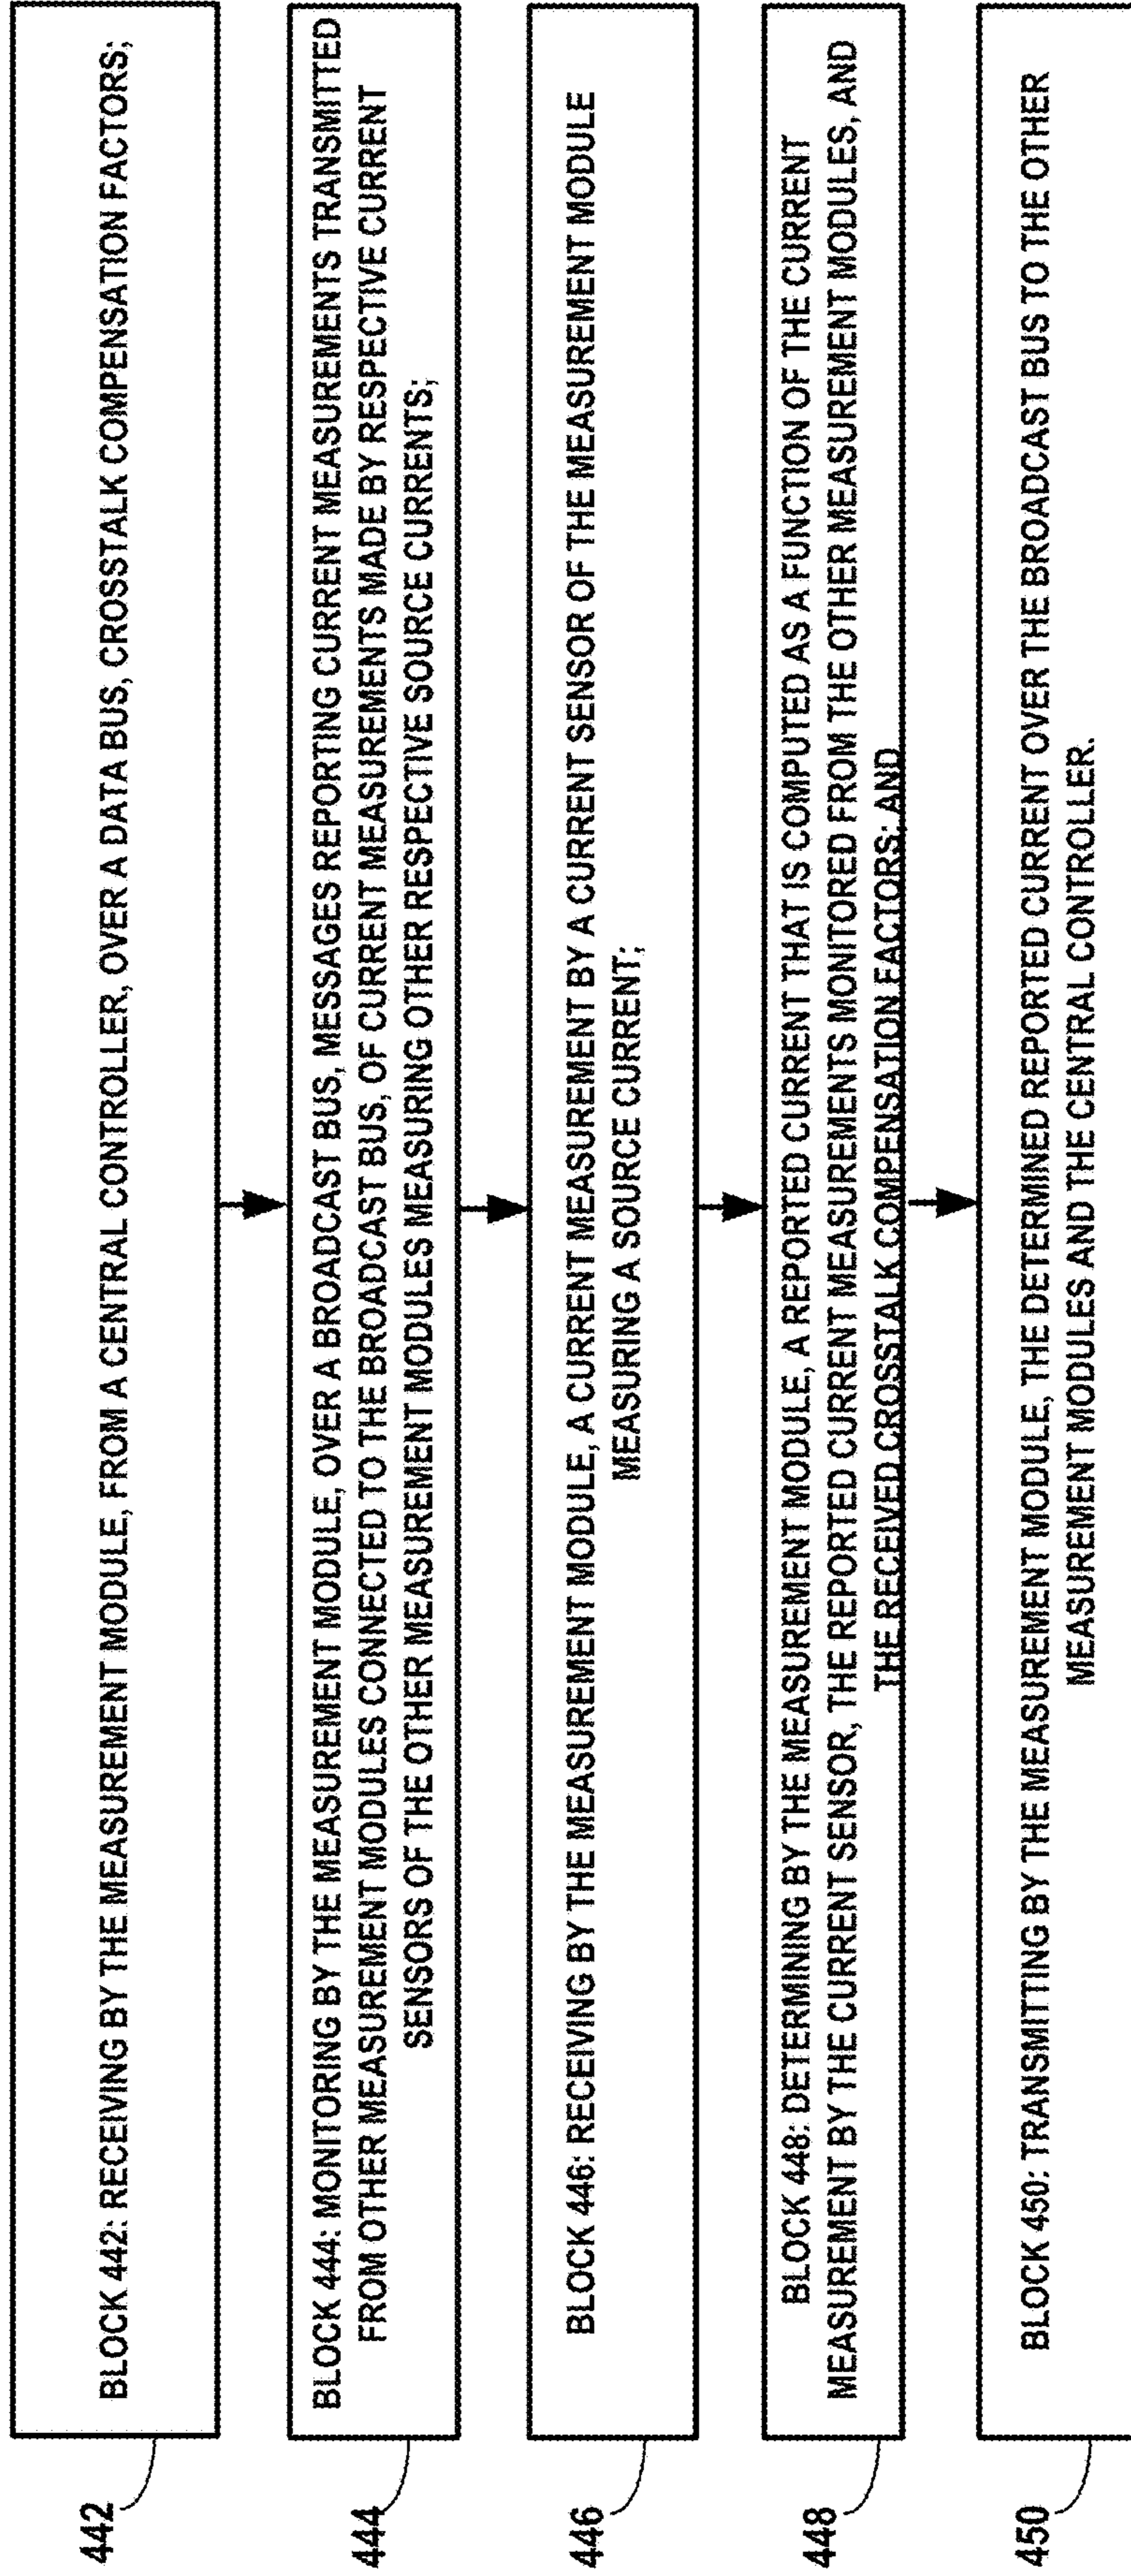 442
BLOCK 442: RECEIVING BY THE MEASUREMENT MODULE, FROM A CENTRAL CONTROLLER, OVER A DATA BUS, CROSSTALK COMPENSATION FACTORS;
444
BLOCK 444: MONITORING BY THE MEASUREMENT MODULE, OVER A BROADCAST BUS, MESSAGES REPORTING CURRENT MEASUREMENTS TRANSMITTED
FROM OTHER MEASUREMENT MODULES CONNECTED TO THE BROADCAST BUS, OF CURRENT MEASUREMENTS MADE BY RESPECTIVE CURRENT
SENSORS OF THE OTHER MEASUREMENT MODULES MEASURING OTHER RESPECTIVE SOURCE CURRENTS;
446
BLOCK 446: RECEIVING BY THE MEASUREMENT MODULE, A CURRENT MEASUREMENT BY A CURRENT SENSOR OF THE MEASUREMENT MODULE
MEASURING A SOURCE CURRENT;
448
BLOCK 448: DETERMINING BY THE MEASUREMENT MODULE, A REPORTED CURRENT THAT IS COMPUTED AS A FUNCTION OF THE CURRENT
MEASUREMENT BY THE CURRENT SENSOR, THE REPORTED CURRENT MEASUREMENTS MONITORED FROM THE OTHER MEASUREMENT MODULES, AND
THE RECEIVED CROSSTALK COMPENSATION FACTORS; AND
450
BLOCK 450: TRANSMITTING BY THE MEASUREMENT MODULE, THE DETERMINED REPORTED CURRENT OVER THE BROADCAST BUS TO THE OTHER
MEASUREMENT MODULES AND THE CENTRAL CONTROLLER.